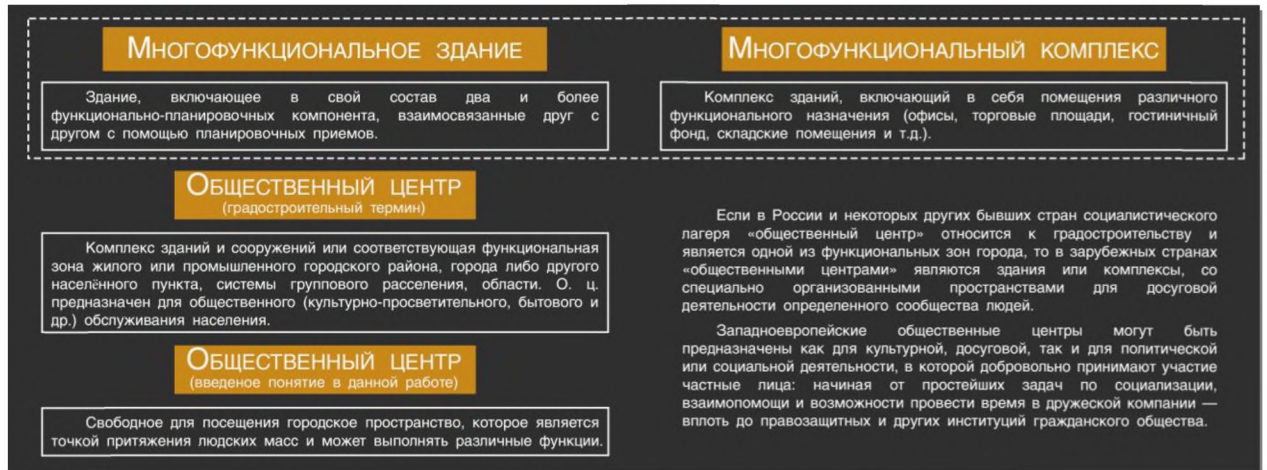 Многофункциональное здание
Здание, включающее в свой состав два и более
функционально-планировочных компонента, взаимосвязанные друг с
другом с помощью планировочных приемов.
Многофункциональный комплекс
Комплекс зданий, включающий в себя помещения различного
функционального назначения (офисы, торговые площади, гостиничный
фонд, складские помещения и т.д.).
Общественный центр
(градостроительный термин)
Комплекс зданий и сооружений или соответствующая функциональная
зона жилого или промышленного городского района, города либо другого
населённого пункта, системы группового расселения, области. О. ц.
предназначен для общественного (культурно-просветительного, бытового и
др.) обслуживания населения.
Общественный центр
(введеное понятие в данной работе)
Свободное для посещения городское пространство, которое является
точкой притяжения людских масс и может выполнять различные функции.
Если в России и некоторых других бывших стран социалистического
лагеря «общественный центр» относится к градостроительству и
является одной из функциональных зон города, то в зарубежных странах
«общественными центрами» являются здания или комплексы, со
специально организованными пространствами для досуговой
деятельности определенного сообщества людей.
Западноевропейские общественные центры могут быть
предназначены как для культурной, досуговой, так и для политической
или социальной деятельности, в которой добровольно принимают участие
частные лица: начиная от простейших задач по социализации,
взаимопомощи и возможности провести время в дружеской компании —
вплоть до правозащитных и других институций гражданского общества.